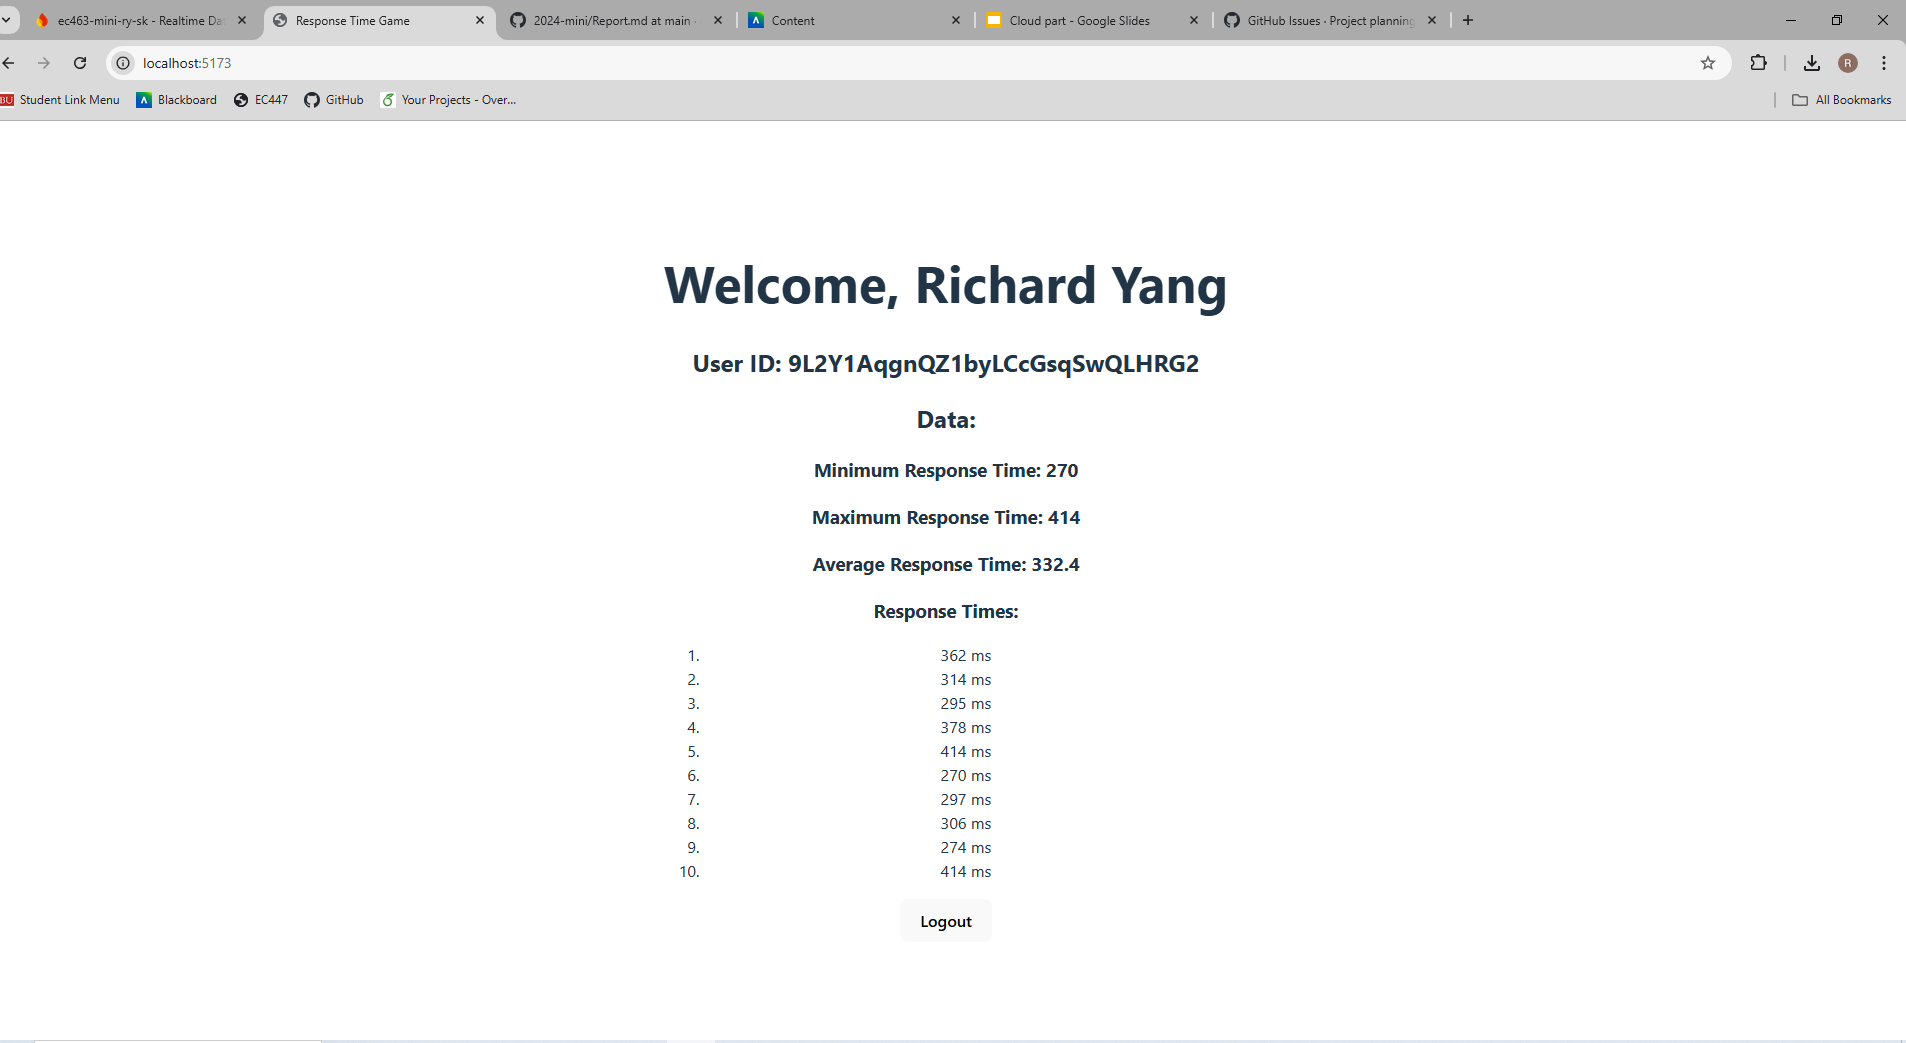 ec463-mini-ry-sk - Realtime Da
Response Time Game
2024-mini/Report.md at main ·
Content
Cloud part - Google Slides
GitHub Issues · Project planning
localhost:5173
R
BU Student Link Menu
Blackboard
EC447
GitHub
Your Projects - Over...
All Bookmarks
Welcome, Richard Yang
User ID: 9L2Y1AqgnQZ1byLCcGsqSwQLHRG2
Data:
Minimum Response Time: 270
Maximum Response Time: 414
Average Response Time: 332.4
Response Times:
1. 362 ms
2. 314 ms
3. 295 ms
4. 378 ms
5. 414 ms
6. 270 ms
7. 297 ms
8. 306 ms
9. 274 ms
10. 414 ms
Logout